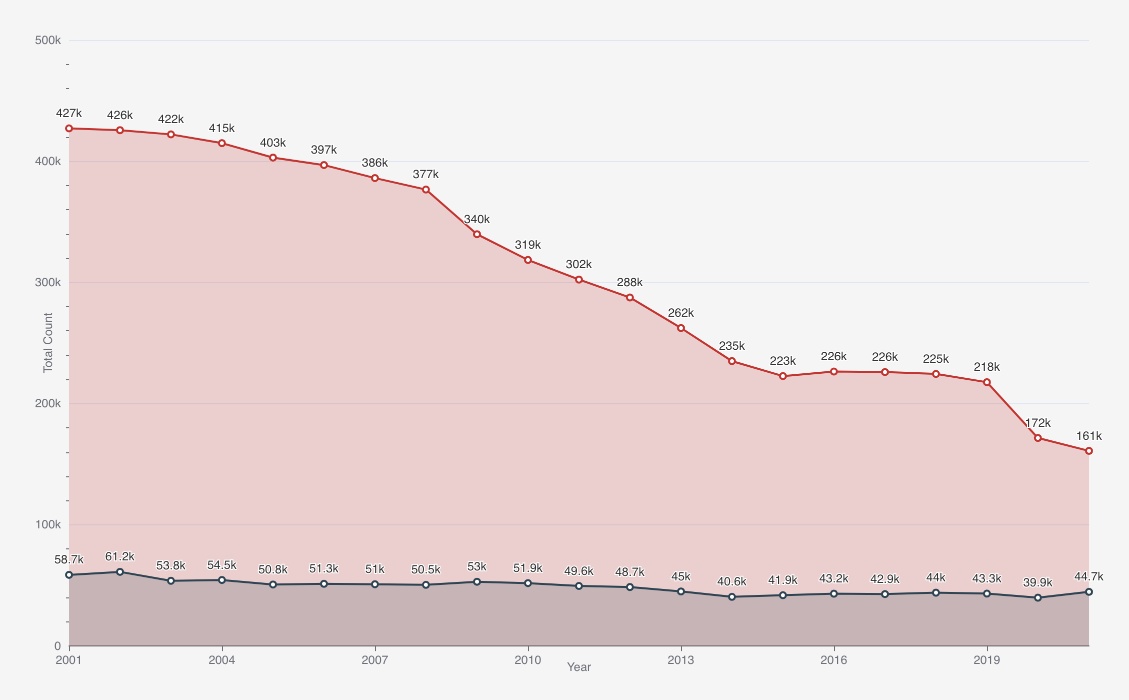 500k
427k 426k 422k 415k 403k 397k 386k 377k 340k 319k 302k 288k 262k 235k 223k 226k 226k 225k 218k 172k 161k
400k
300k
Total Count
200k
100k
58.7k 61.2k 53.8k 54.5k 50.8k 51.3k 51k 50.5k 53k 51.9k 49.6k 48.7k 45k 40.6k 41.9k 43.2k 42.9k 44k 43.3k 39.9k 44.7k
0
2001 2004 2007 2010 2013 2016 2019
Year